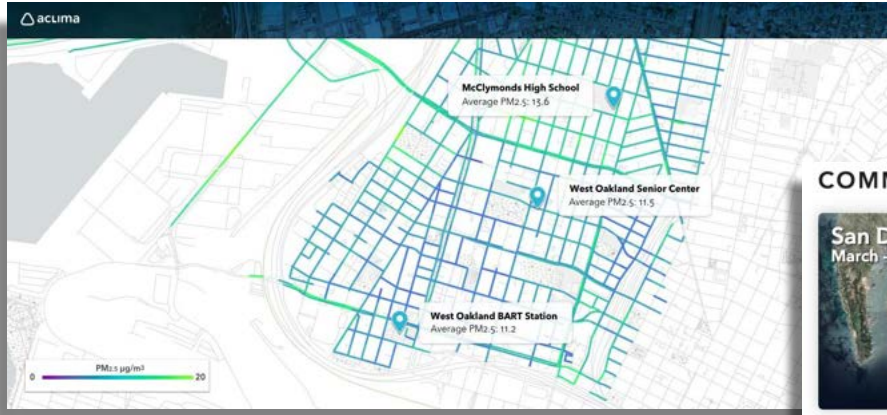 aclima
McClymonds High School
Average PM2.5: 13.6
West Oakland Senior Center
Average PM2.5: 11.5
West Oakland BART Station
Average PM2.5: 11.2
PM2.5 µg/m³
0 20
COMM
San D
March -